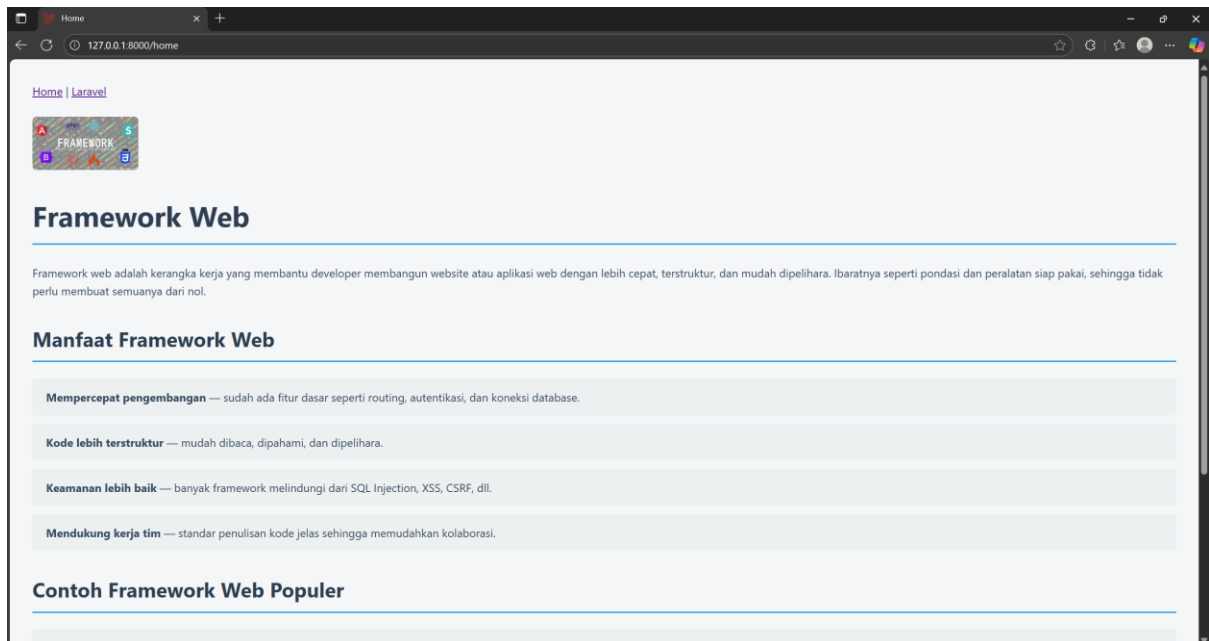 Home
127.0.0.1:8000/home
Home | Laravel
FRAMEWORK
Framework Web
Framework web adalah kerangka kerja yang membantu developer membangun website atau aplikasi web dengan lebih cepat, terstruktur, dan mudah dipelihara. Ibaratnya seperti pondasi dan peralatan siap pakai, sehingga tidak
perlu membuat semuanya dari nol.
Manfaat Framework Web
Mempercepat pengembangan — sudah ada fitur dasar seperti routing, autentikasi, dan koneksi database.
Kode lebih terstruktur — mudah dibaca, dipahami, dan dipelihara.
Keamanan lebih baik — banyak framework melindungi dari SQL Injection, XSS, CSRF, dll.
Mendukung kerja tim — standar penulisan kode jelas sehingga memudahkan kolaborasi.
Contoh Framework Web Populer